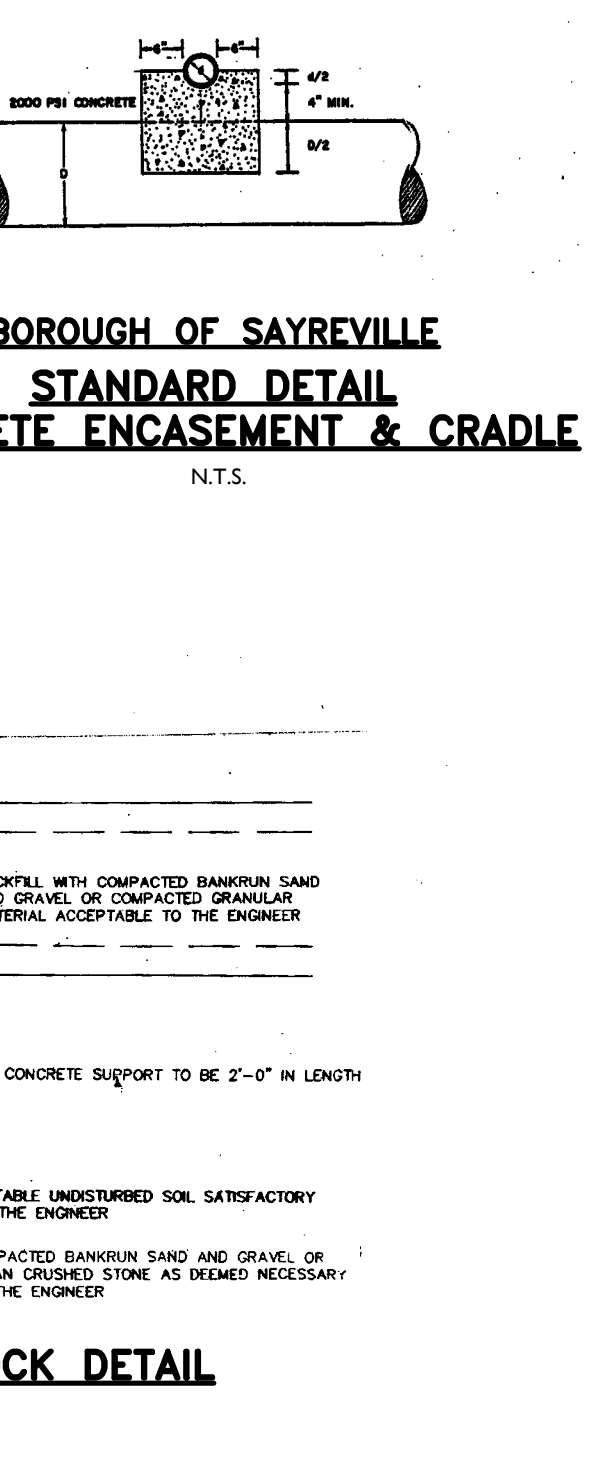 6" 6"
d
d/2
2000 PSI CONCRETE 4" MIN.
D D/2
BOROUGH OF SAYREVILLE
STANDARD DETAIL
ETE ENCASEMENT & CRADLE
N.T.S.
CKFILL WITH COMPACTED BANKRUN SAND
D GRAVEL OR COMPACTED GRANULAR
TERIAL ACCEPTABLE TO THE ENGINEER
CONCRETE SUPPORT TO BE 2'-0" IN LENGTH
TABLE UNDISTURBED SOIL SATISFACTORY
THE ENGINEER
PACTED BANKRUN SAND AND GRAVEL OR
AN CRUSHED STONE AS DEEMED NECESSARY
HE ENGINEER
CK DETAIL